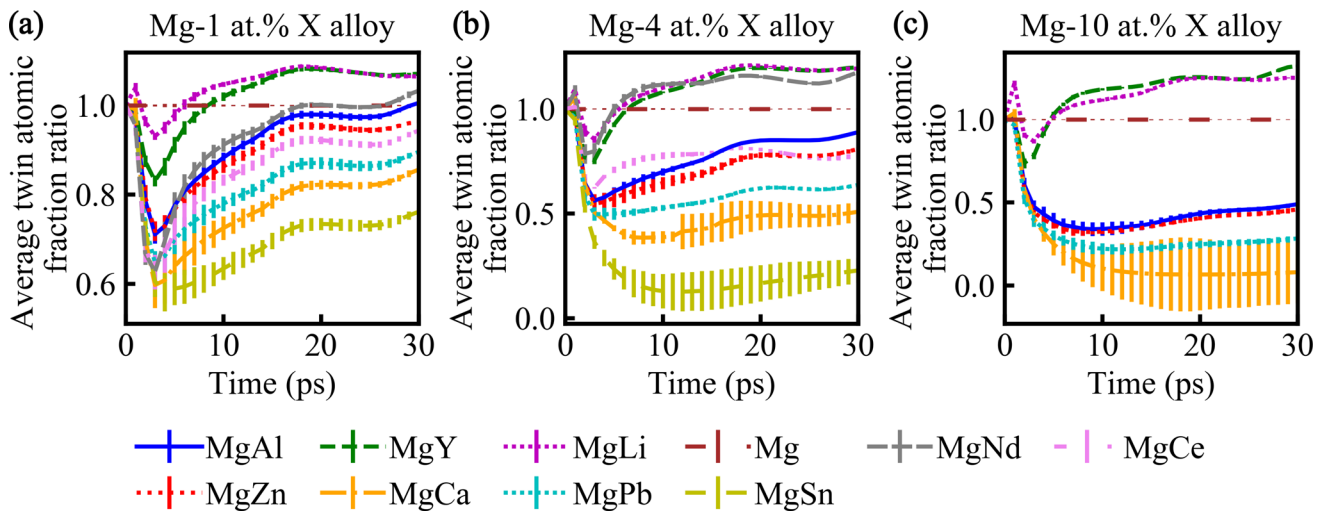 (a) Mg-1 at.% X alloy
Average twin atomic
fraction ratio
1.0
0.8
0.6
0 10 20 30
Time (ps)
(b) Mg-4 at.% X alloy
Average twin atomic
fraction ratio
1.0
0.5
0.0
0 10 20 30
Time (ps)
(c) Mg-10 at.% X alloy
Average twin atomic
fraction ratio
1.0
0.5
0.0
0 10 20 30
Time (ps)
MgAl MgY MgLi Mg MgNd MgCe
MgZn MgCa MgPb MgSn